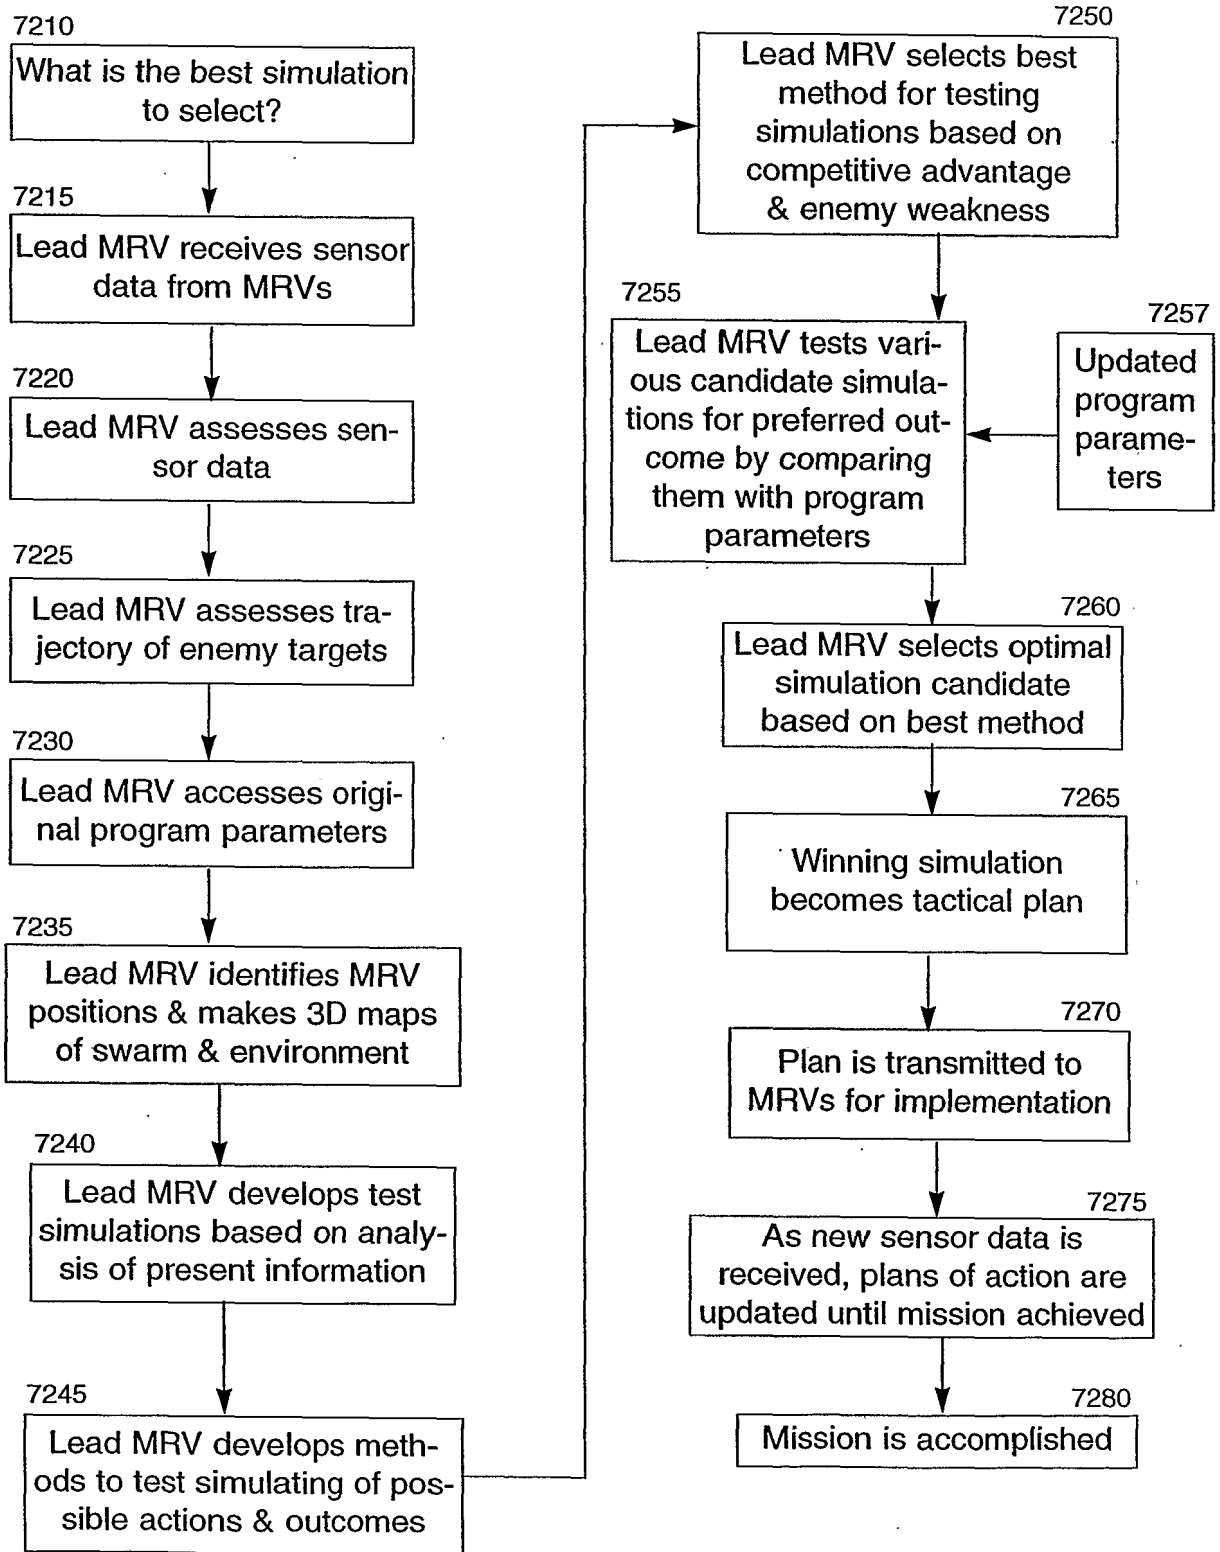 7210
What is the best simulation
to select?
7215
Lead MRV receives sensor
data from MRVs
7220
Lead MRV assesses sen-
sor data
7225
Lead MRV assesses tra-
jectory of enemy targets
7230
Lead MRV accesses origi-
nal program parameters
7235
Lead MRV identifies MRV
positions & makes 3D maps
of swarm & environment
7240
Lead MRV develops test
simulations based on analy-
sis of present information
7245
Lead MRV develops meth-
ods to test simulating of pos-
sible actions & outcomes
7250
Lead MRV selects best
method for testing
simulations based on
competitive advantage
& enemy weakness
7255
Lead MRV tests vari-
ous candidate simula-
tions for preferred out-
come by comparing
them with program
parameters
7257
Updated
program
parame-
ters
7260
Lead MRV selects optimal
simulation candidate
based on best method
7265
Winning simulation
becomes tactical plan
7270
Plan is transmitted to
MRVs for implementation
7275
As new sensor data is
received, plans of action are
updated until mission achieved
7280
Mission is accomplished